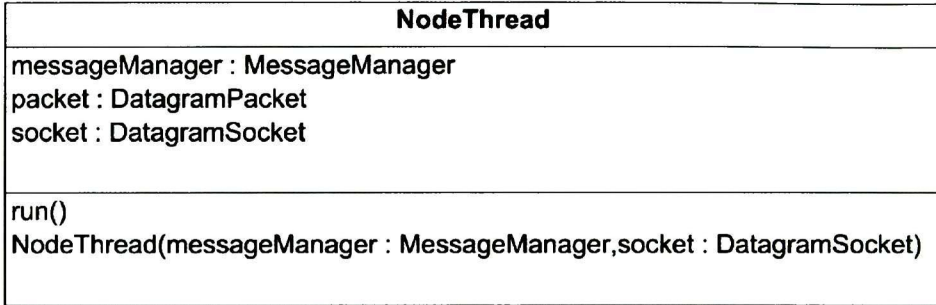 NodeThread
messageManager : MessageManager
packet : DatagramPacket
socket : DatagramSocket
run()
NodeThread(messageManager : MessageManager,socket : DatagramSocket)